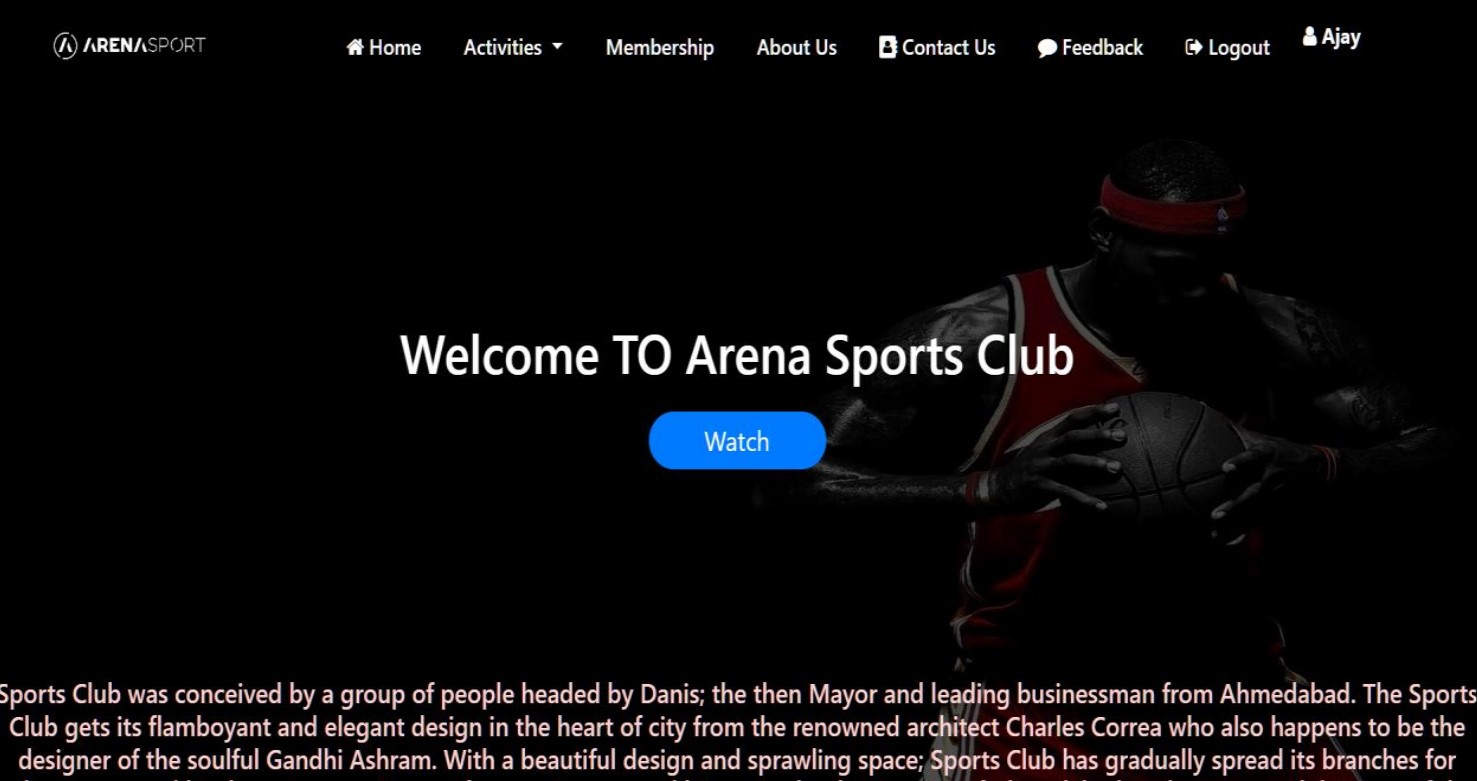 ARENASPORT
Home Activities Membership About Us Contact Us Feedback Logout Ajay
Welcome TO Arena Sports Club
Watch
Sports Club was conceived by a group of people headed by Danis; the then Mayor and leading businessman from Ahmedabad. The Sports
Club gets its flamboyant and elegant design in the heart of city from the renowned architect Charles Correa who also happens to be the
designer of the soulful Gandhi Ashram. With a beautiful design and sprawling space; Sports Club has gradually spread its branches for